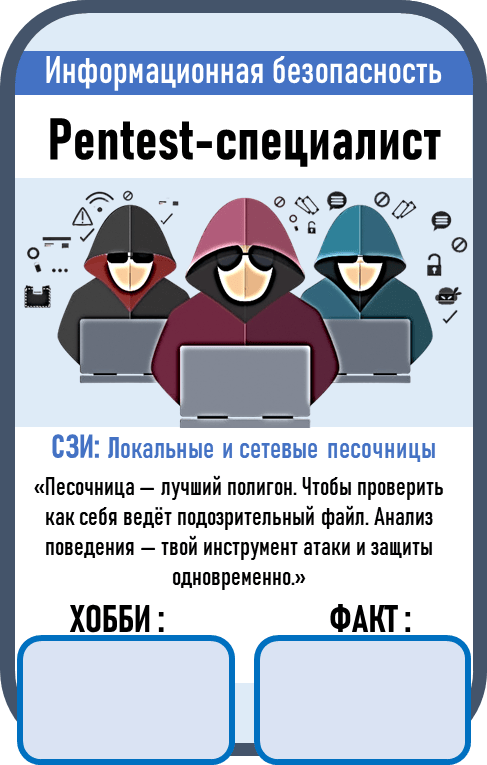 Информационная безопасность
Pentest-специалист
СЗИ: Локальные и сетевые песочницы
«Песочница – лучший полигон. Чтобы проверить
как себя ведёт подозрительный файл. Анализ
поведения – твой инструмент атаки и защиты
одновременно.»
ХОББИ : ФАКТ :